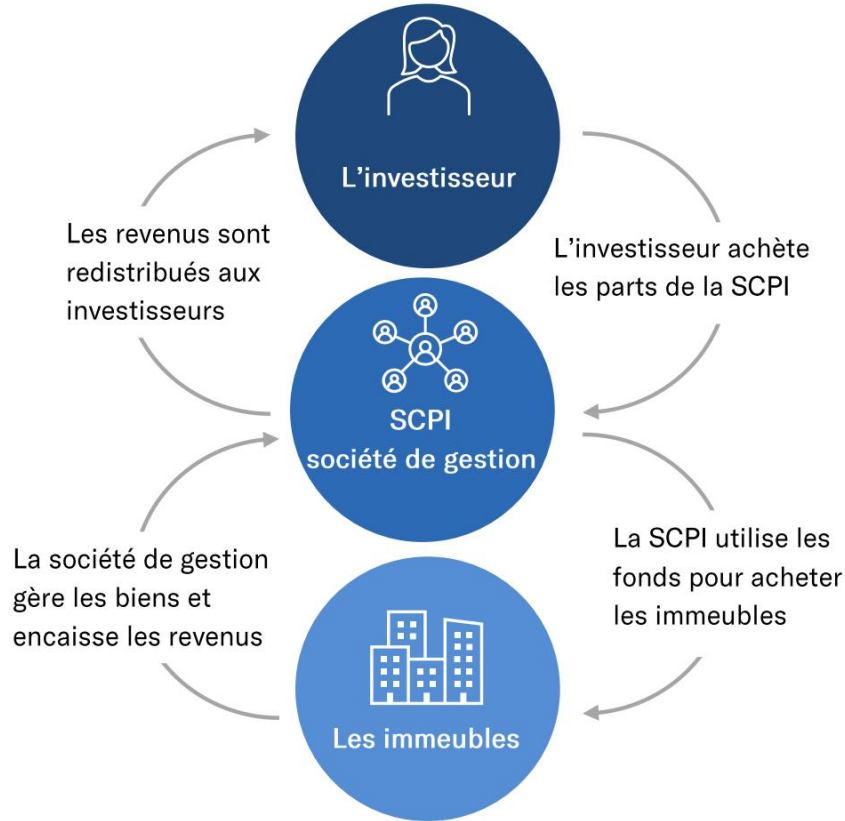 L'investisseur
Les revenus sont
redistribués aux
investisseurs
L'investisseur achète
les parts de la SCPI
SCPI
société de gestion
La société de gestion
gère les biens et
encaisse les revenus
La SCPI utilise les
fonds pour acheter
les immeubles
Les immeubles